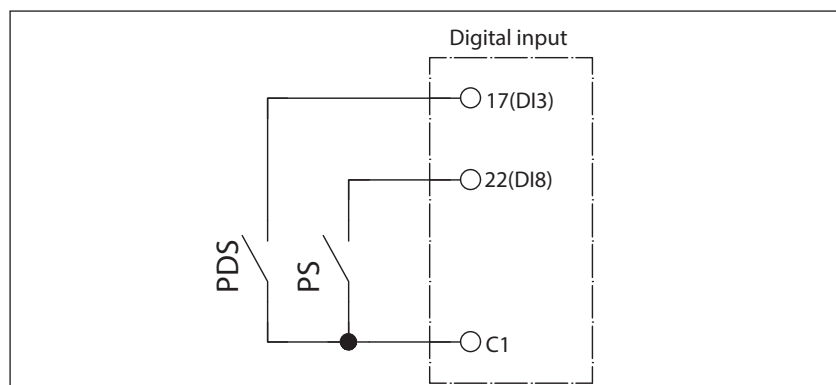 Digital input
17(DI3)
22(DI8)
PDS
PS
C1